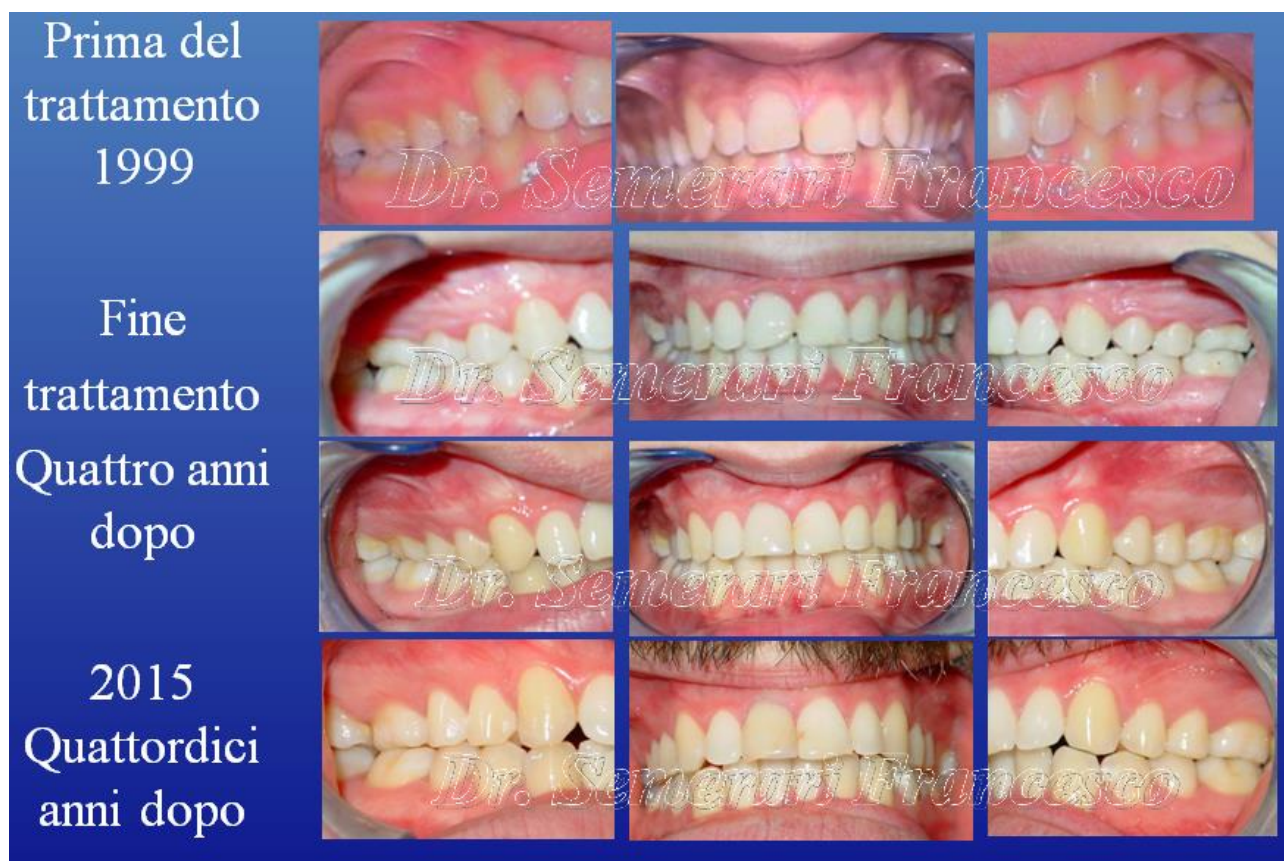 Prima del
trattamento
1999
Dr. Semerari Francesco
Fine
trattamento
Dr. Semerari Francesco
Quattro anni
dopo
Dr. Semerari Francesco
2015
Quattordici
anni dopo
Dr. Semerari Francesco